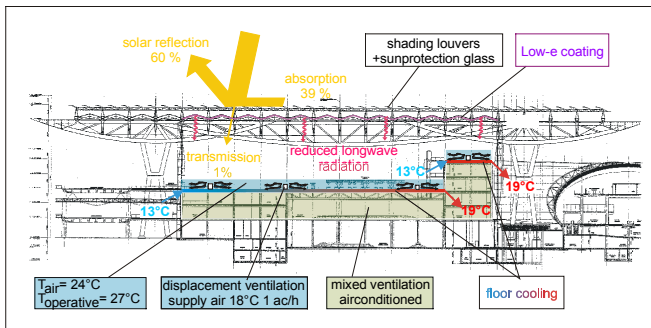 solar reflection
60 %
absorption
39 %
shading louvers
+sunprotection glass
Low-e coating
transmission
1%
reduced longwave
radiation
13°C
19°C
13°C
19°C
Tair= 24°C
Toperative= 27°C
displacement ventilation
supply air 18°C 1 ac/h
mixed ventilation
airconditioned
floor cooling